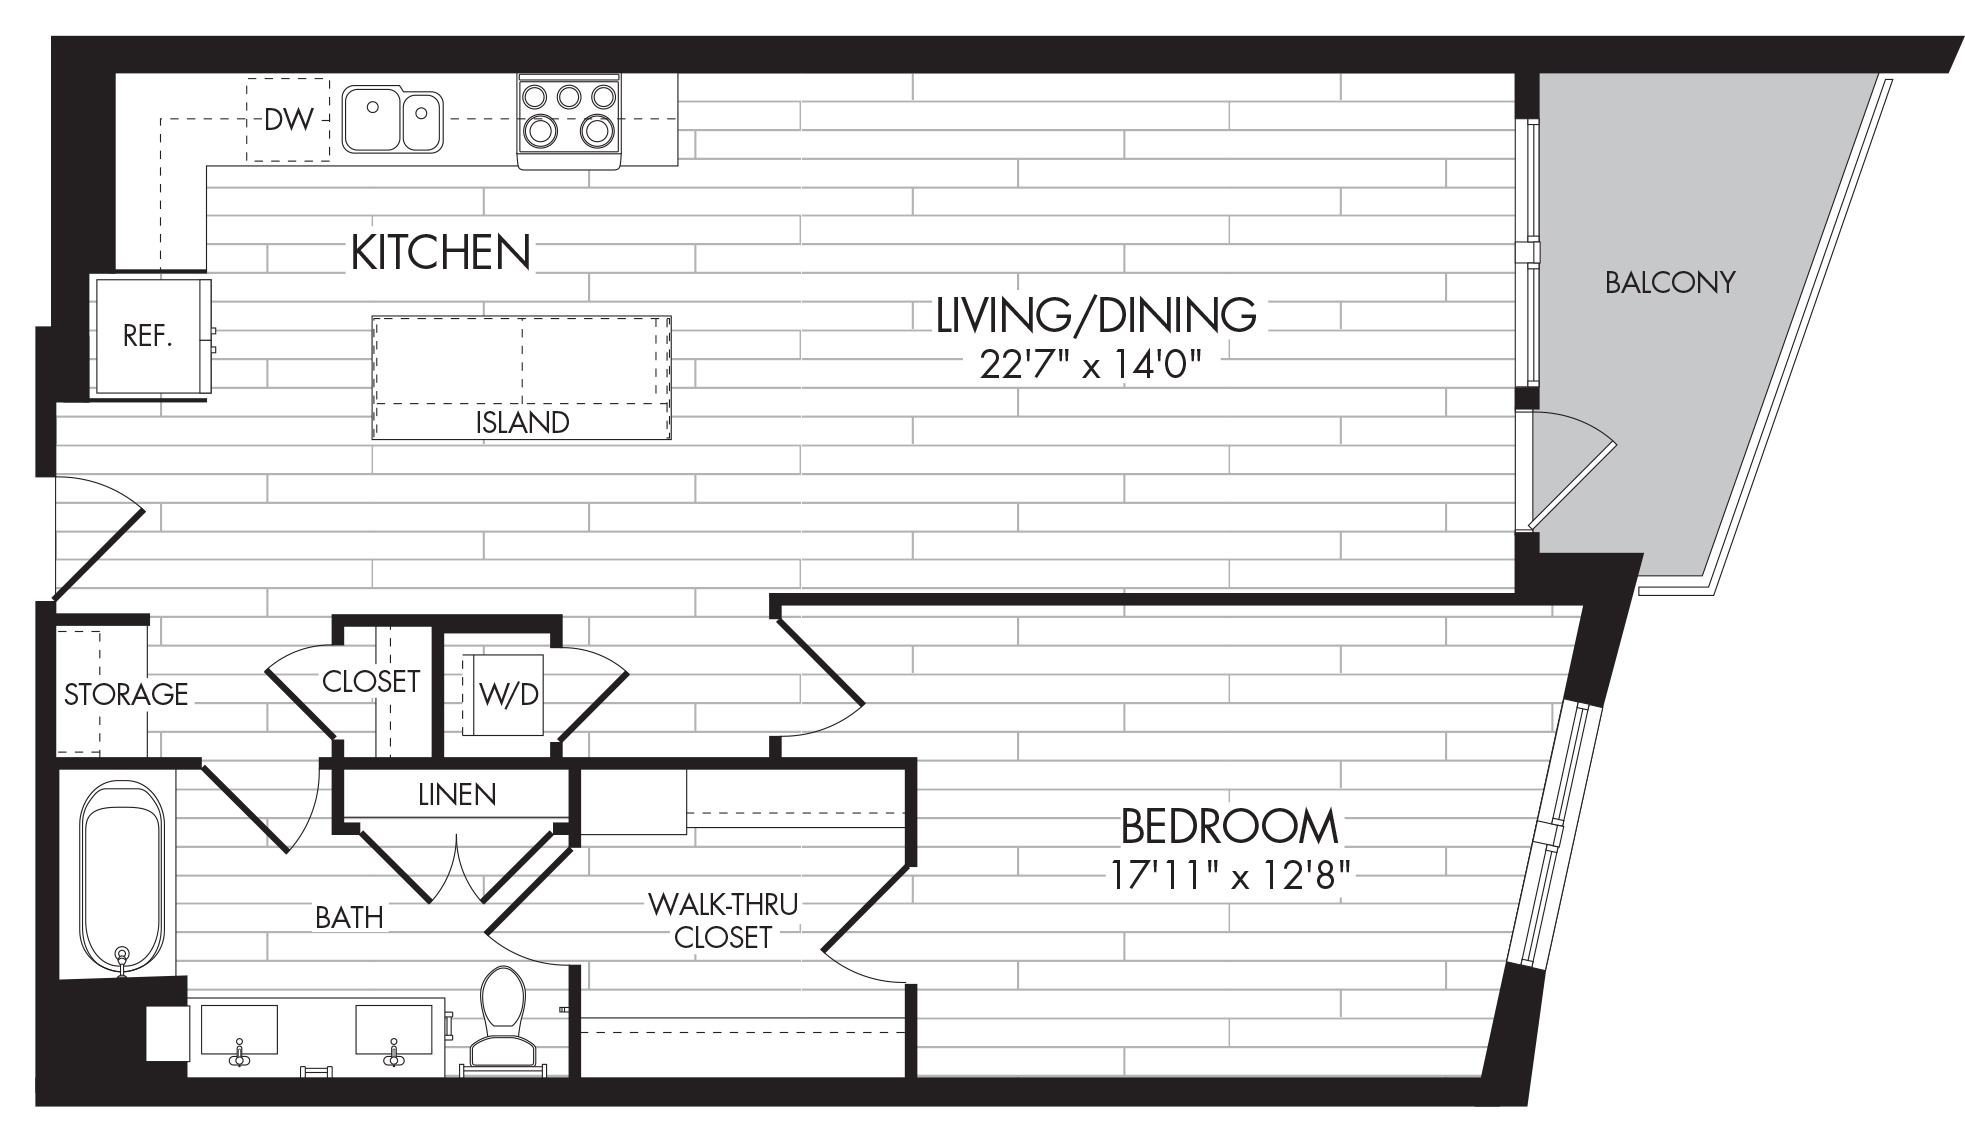 DW
KITCHEN
REF.
ISLAND
LIVING/DINING
22'7" x 14'0"
BALCONY
STORAGE
CLOSET
W/D
LINEN
BATH
WALK-THRU
CLOSET
BEDROOM
17'11" x 12'8"